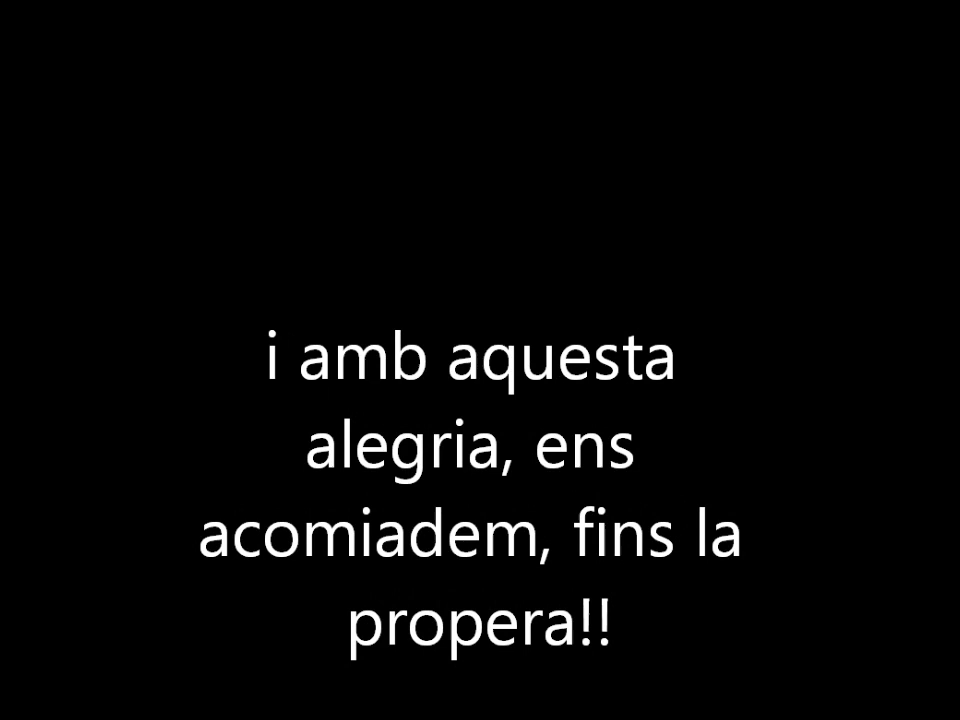 i amb aquesta
alegria, ens
acomiadem, fins la
propera!!